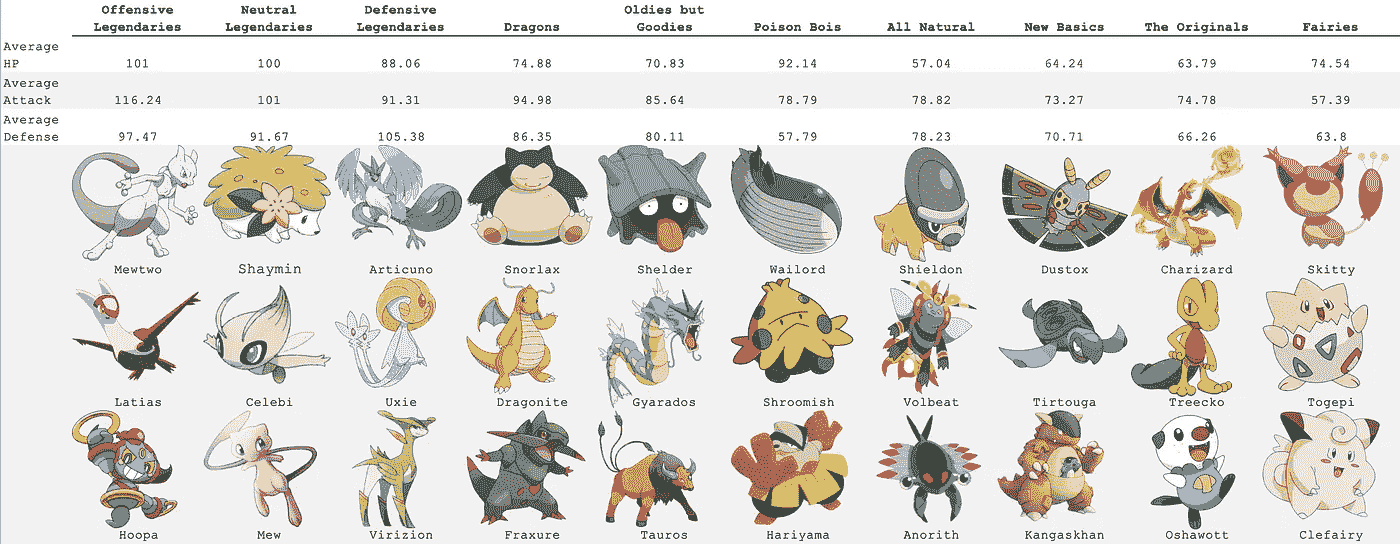 Offensive Legendaries Neutral Legendaries Defensive Legendaries Dragons Oldies but Goodies Poison Bois All Natural New Basics The Originals Fairies
Average HP 101 100 88.06 74.88 70.83 92.14 57.04 64.24 63.79 74.54
Average Attack 116.24 101 91.31 94.98 85.64 78.79 78.82 73.27 74.78 57.39
Average Defense 97.47 91.67 105.38 86.35 80.11 57.79 78.23 70.71 66.26 63.8
Mewtwo Shaymin Articuno Snorlax Shelder Wailord Shieldon Dustox Charizard Skitty
Latias Celebi Uxie Dragonite Gyarados Shroomish Volbeat Tirtouga Treecko Togepi
Hoopa Mew Virizion Fraxure Tauros Hariyama Anorith Kangaskhan Oshawott Clefairy